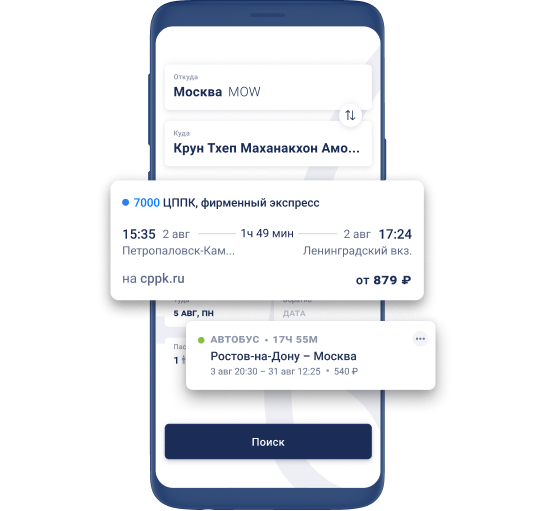 Откуда
Москва MOW
Куда
Крун Тхеп Маханакхон Амо...
7000 ЦППК, фирменный экспресс
15:35 2 авг 1ч 49 мин 2 авг 17:24
Петропаловск-Кам... Ленинградский вкз.
на cppk.ru от 879 ₽
Туда Обратно
5 АВГ, ПН ДАТА
АВТОБУС • 17Ч 55М
Ростов-на-Дону – Москва
3 авг 20:30 – 31 авг 12:25 • 540 ₽
1
Поиск